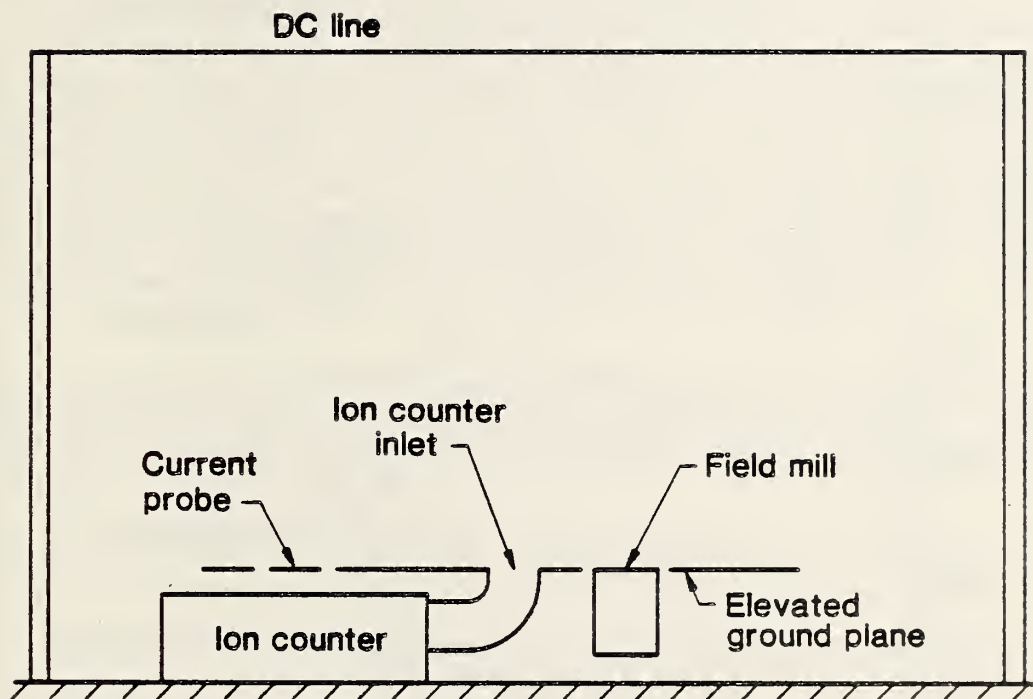 DC line
Ion counter
inlet
Current
probe
Field mill
Ion counter
Elevated
ground plane